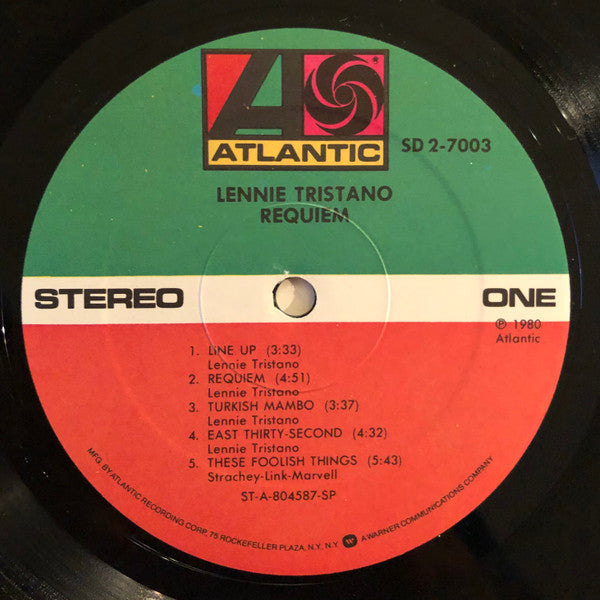 ATLANTIC
SD 2-7003
LENNIE TRISTANO
REQUIEM
STEREO
ONE
℗ 1980
Atlantic
1. LINE UP (3:33)
Lennie Tristano
2. REQUIEM (4:51)
Lennie Tristano
3. TURKISH MAMBO (3:37)
Lennie Tristano
4. EAST THIRTY-SECOND (4:32)
Lennie Tristano
5. THESE FOOLISH THINGS (5:43)
Strachey-Link-Marvell
ST-A-804587-SP
MFG. BY ATLANTIC RECORDING CORP., 75 ROCKEFELLER PLAZA, N.Y., N.Y. A WARNER COMMUNICATIONS COMPANY